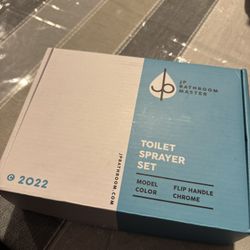 JP
BATHROOM
MASTER
TOILET
SPRAYER
SET
MODEL FLIP HANDLE
COLOR CHROME
© 2022
JPBATHROOM.COM